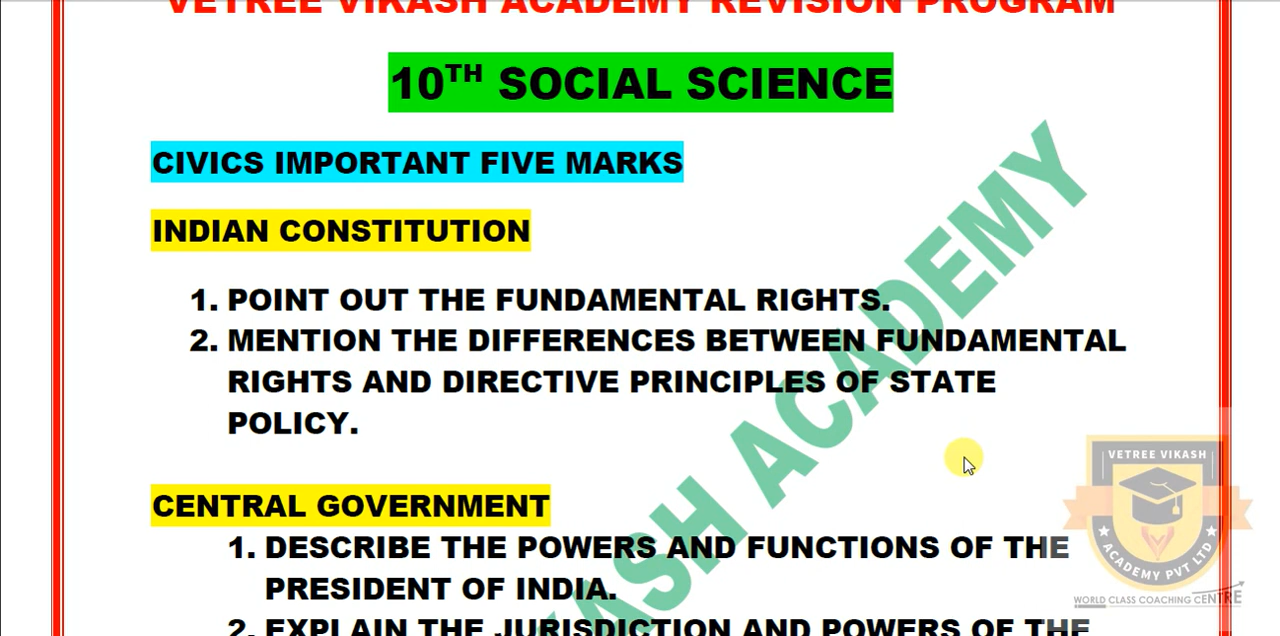 VETREE VIKASH ACADEMY REVISION PROGRAM
10TH SOCIAL SCIENCE
CIVICS IMPORTANT FIVE MARKS
INDIAN CONSTITUTION
1. POINT OUT THE FUNDAMENTAL RIGHTS.
2. MENTION THE DIFFERENCES BETWEEN FUNDAMENTAL
RIGHTS AND DIRECTIVE PRINCIPLES OF STATE
POLICY.
CENTRAL GOVERNMENT
1. DESCRIBE THE POWERS AND FUNCTIONS OF THE
PRESIDENT OF INDIA.
2. EXPLAIN THE JURISDICTION AND POWERS OF THE
ACADEMY
VETREE VIKASH
ACADEMY PVT LTD
WORLD CLASS COACHING CENTRE